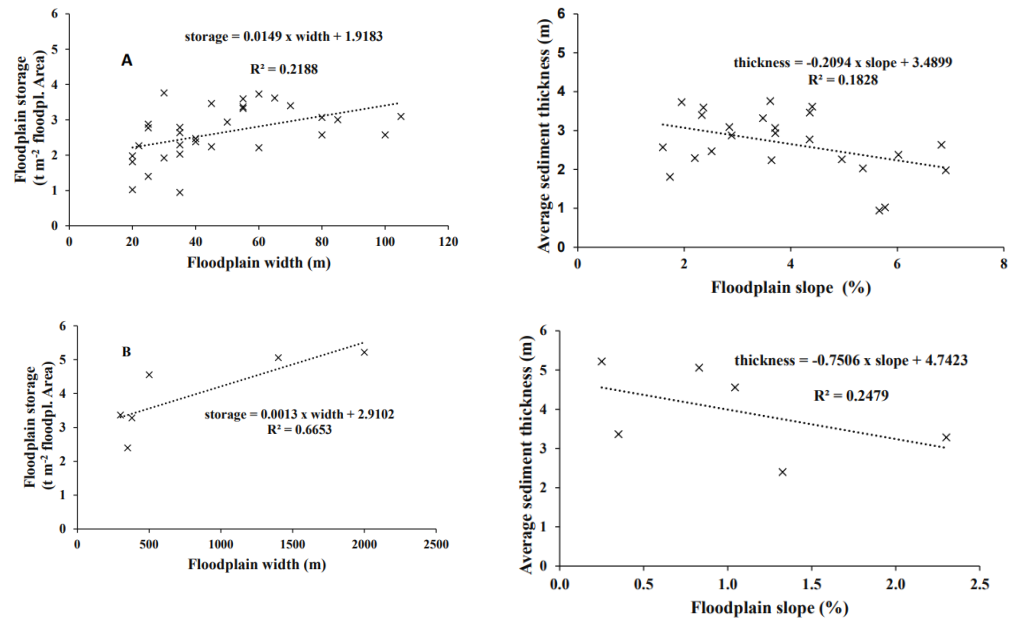 Floodplain storage
(t m-2 floodpl. Area)
6
5
4
3
2
1
0
A
storage = 0.0149 x width + 1.9183
R² = 0.2188
0 20 40 60 80 100 120
Floodplain width (m)
Average sediment thickness (m)
6
5
4
3
2
1
0
thickness = -0.2094 x slope + 3.4899
R² = 0.1828
0 2 4 6 8
Floodplain slope (%)
Floodplain storage
(t m-2 floodpl. Area)
6
5
4
3
2
1
0
B
storage = 0.0013 x width + 2.9102
R² = 0.6653
0 500 1000 1500 2000 2500
Floodplain width (m)
Average sediment thickness (m)
6
5
4
3
2
1
0
thickness = -0.7506 x slope + 4.7423
R² = 0.2479
0.0 0.5 1.0 1.5 2.0 2.5
Floodplain slope (%)